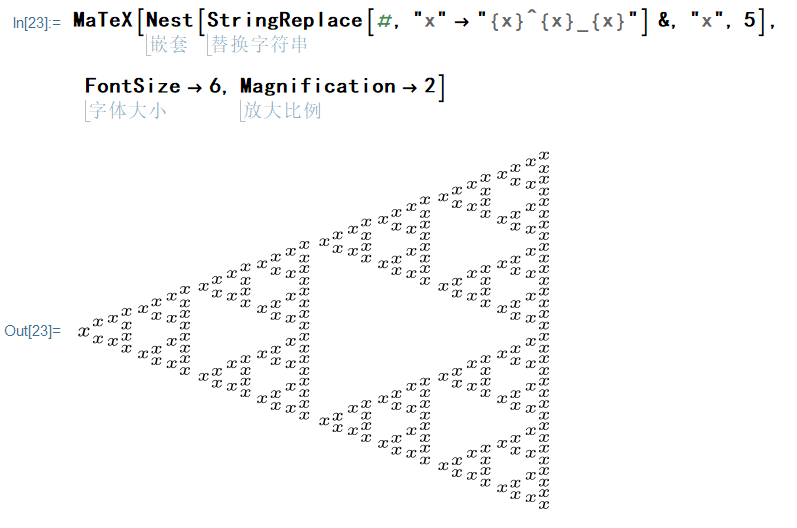 In[23]:= MaTeX[Nest[StringReplace[#, "x" → "{x}^{x}_{x}"] &, "x", 5],
嵌套 替换字符串
FontSize → 6, Magnification → 2]
字体大小 放大比例
Out[23]=